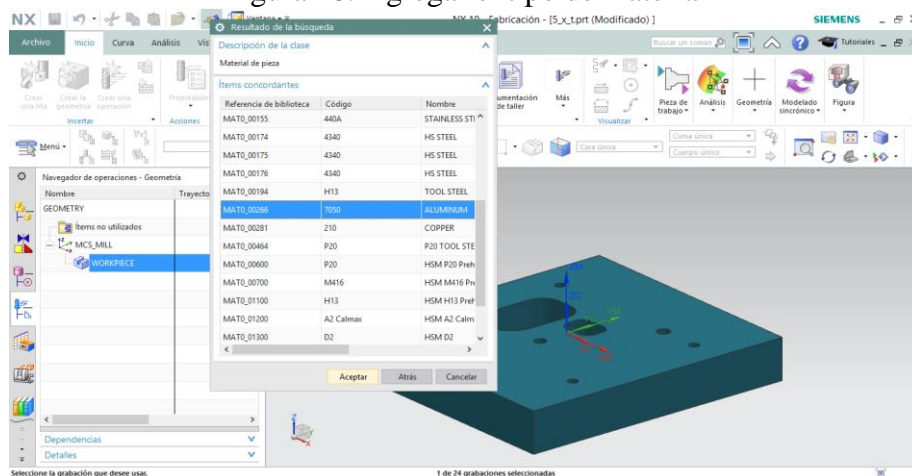 NX
Ventana
NX 10 - Fabricación - [5_x_t.prt (Modificado) ]
SIEMENS
Archivo Inicio Curva Análisis
Buscar un coman
Tutoriales
Crear una hta
Crear la geometría
Crear una operación
Propiedades
Insertar
Acciones
Más
Visualizar
Pieza de trabajo
Análisis
Geometría
Modelado sincrónico
Figura
Menú
Cara única
Curva única
Cuerpo único
Navegador de operaciones - Geometría
Nombre
GEOMETRY
Ítems no utilizados
MCS_MILL
WORKPIECE
Dependencias
Detalles
Resultado de la búsqueda
Descripción de la clase
Material de pieza
Ítems concordantes
Referencia de biblioteca Código Nombre
MAT0_00155 440A STAINLESS STI
MAT0_00174 4340 HS STEEL
MAT0_00175 4340 HS STEEL
MAT0_00176 4340 HS STEEL
MAT0_00194 H13 TOOL STEEL
MAT0_00266 7050 ALUMINUM
MAT0_00281 210 COPPER
MAT0_00464 P20 P20 TOOL STE
MAT0_00600 P20 HSM P20 Preh
MAT0_00700 M416 HSM M416 Pre
MAT0_01100 H13 HSM H13 Preh
MAT0_01200 A2 Calmax HSM A2 Calm
MAT0_01300 D2 HSM D2
Aceptar Atrás Cancelar
Seleccione la grabación que desee usar.
1 de 24 grabaciones seleccionadas